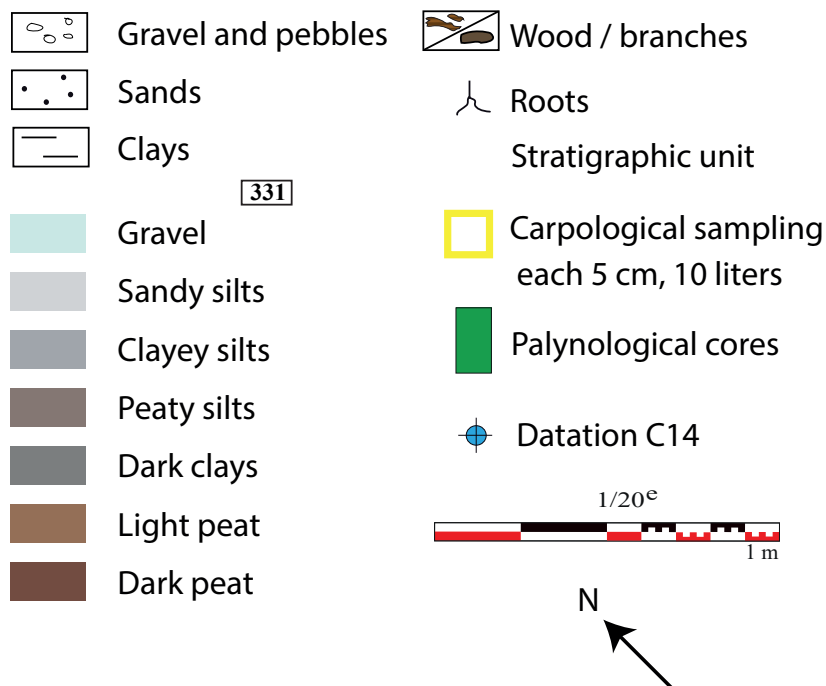 Gravel and pebbles
Sands
Clays
331
Gravel
Sandy silts
Clayey silts
Peaty silts
Dark clays
Light peat
Dark peat
Wood / branches
Roots
Stratigraphic unit
Carpological sampling
each 5 cm, 10 liters
Palynological cores
Datation C14
1/20e
1 m
N